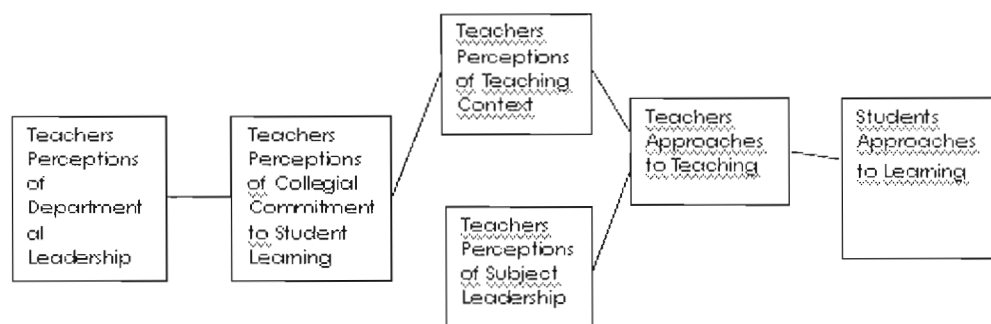 Teachers
Perceptions
of
Department
al
Leadership
Teachers
Perceptions
of Collegial
Commitment
to Student
Learning
Teachers
Perceptions
of Teaching
Context
Teachers
Perceptions
of Subject
Leadership
Teachers
Approaches
to Teaching
Students
Approaches
to Learning